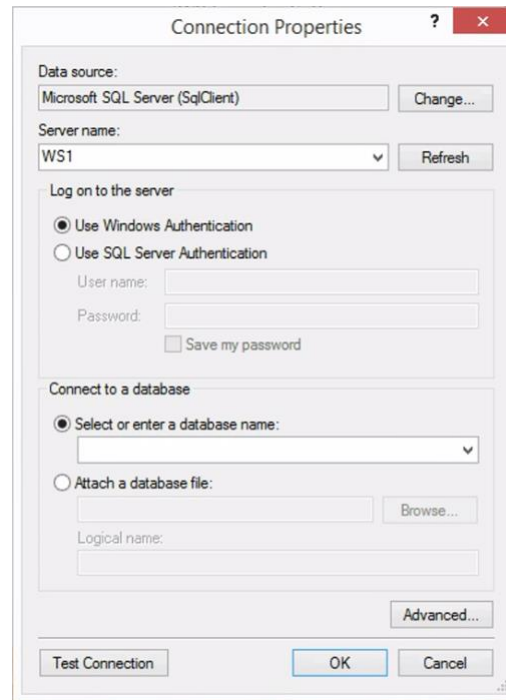 Connection Properties
?
Data source:
Microsoft SQL Server (SqlClient)
Change...
Server name:
WS1
Refresh
Log on to the server
Use Windows Authentication
Use SQL Server Authentication
User name:
Password:
Save my password
Connect to a database
Select or enter a database name:
Attach a database file:
Browse...
Logical name:
Advanced...
Test Connection
OK
Cancel